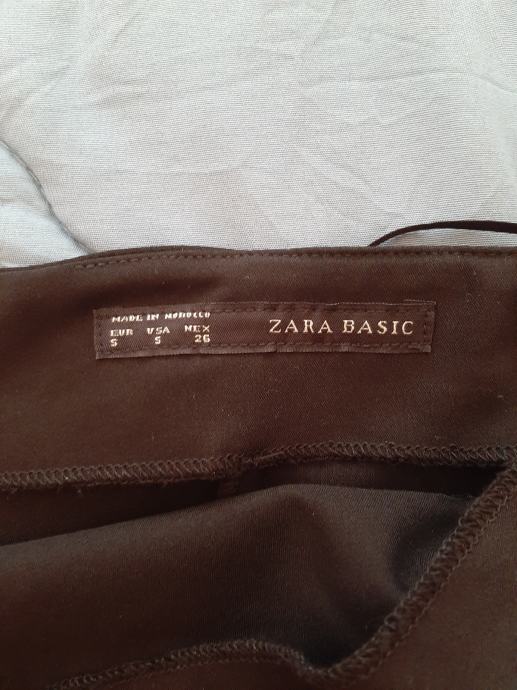 MADE IN MOROCCO
EUR USA MEX
S S 26
ZARA BASIC